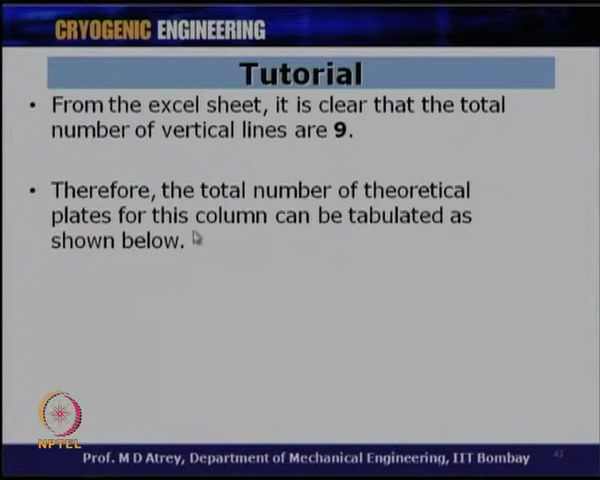 CRYOGENIC ENGINEERING
Tutorial
• From the excel sheet, it is clear that the total
number of vertical lines are 9.
• Therefore, the total number of theoretical
plates for this column can be tabulated as
shown below.
NPTEL
Prof. M D Atrey, Department of Mechanical Engineering, IIT Bombay